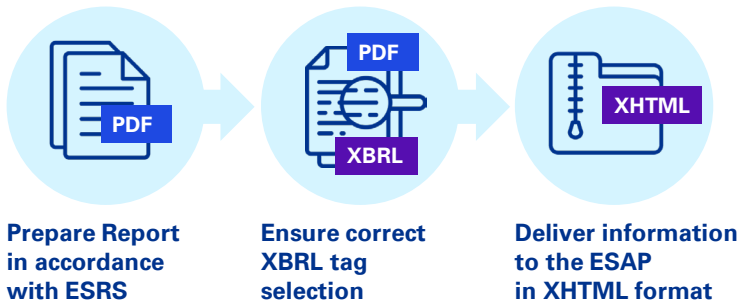 PDF
PDF
XBRL
XHTML
Prepare Report
in accordance
with ESRS
Ensure correct
XBRL tag
selection
Deliver information
to the ESAP
in XHTML format